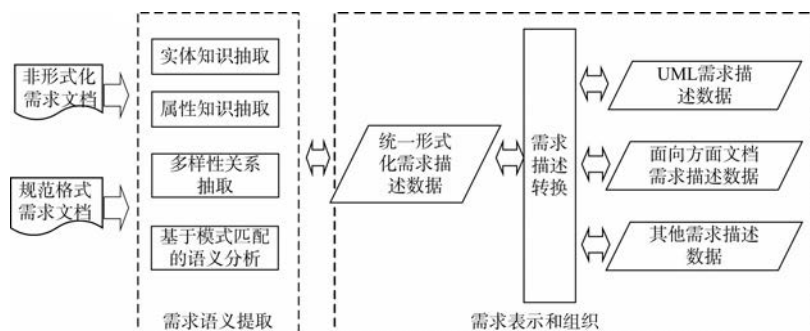 非形式化
需求文档
规范格式
需求文档
实体知识抽取
属性知识抽取
多样性关系
抽取
基于模式匹配
的语义分析
需求语义提取
统一形式
化需求描
述数据
需求
描述
转换
UML需求描
述数据
面向方面文档
需求描述数据
其他需求描述
数据
需求表示和组织